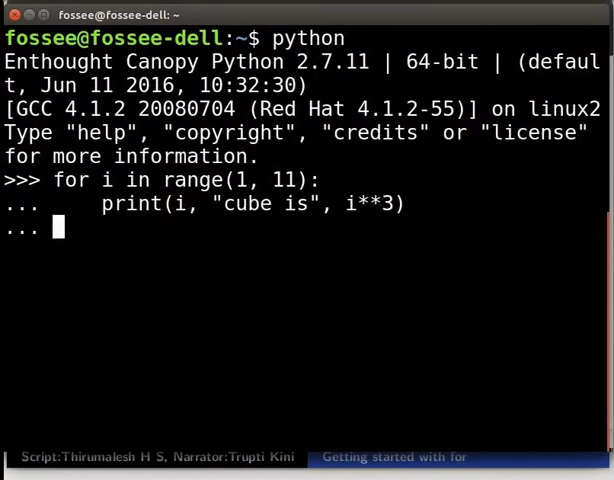 fossee@fossee-dell: ~
fossee@fossee-dell:~$ python
Enthought Canopy Python 2.7.11 | 64-bit | (defaul
t, Jun 11 2016, 10:32:30)
[GCC 4.1.2 20080704 (Red Hat 4.1.2-55)] on linux2
Type "help", "copyright", "credits" or "license"
for more information.
>>> for i in range(1, 11):
...     print(i, "cube is", i**3)
...
Script:Thirumalesh H S, Narrator:Trupti Kini
Getting started with for